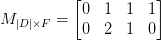 M_{|D|×F} = [0 1 1 1
0 2 1 0]